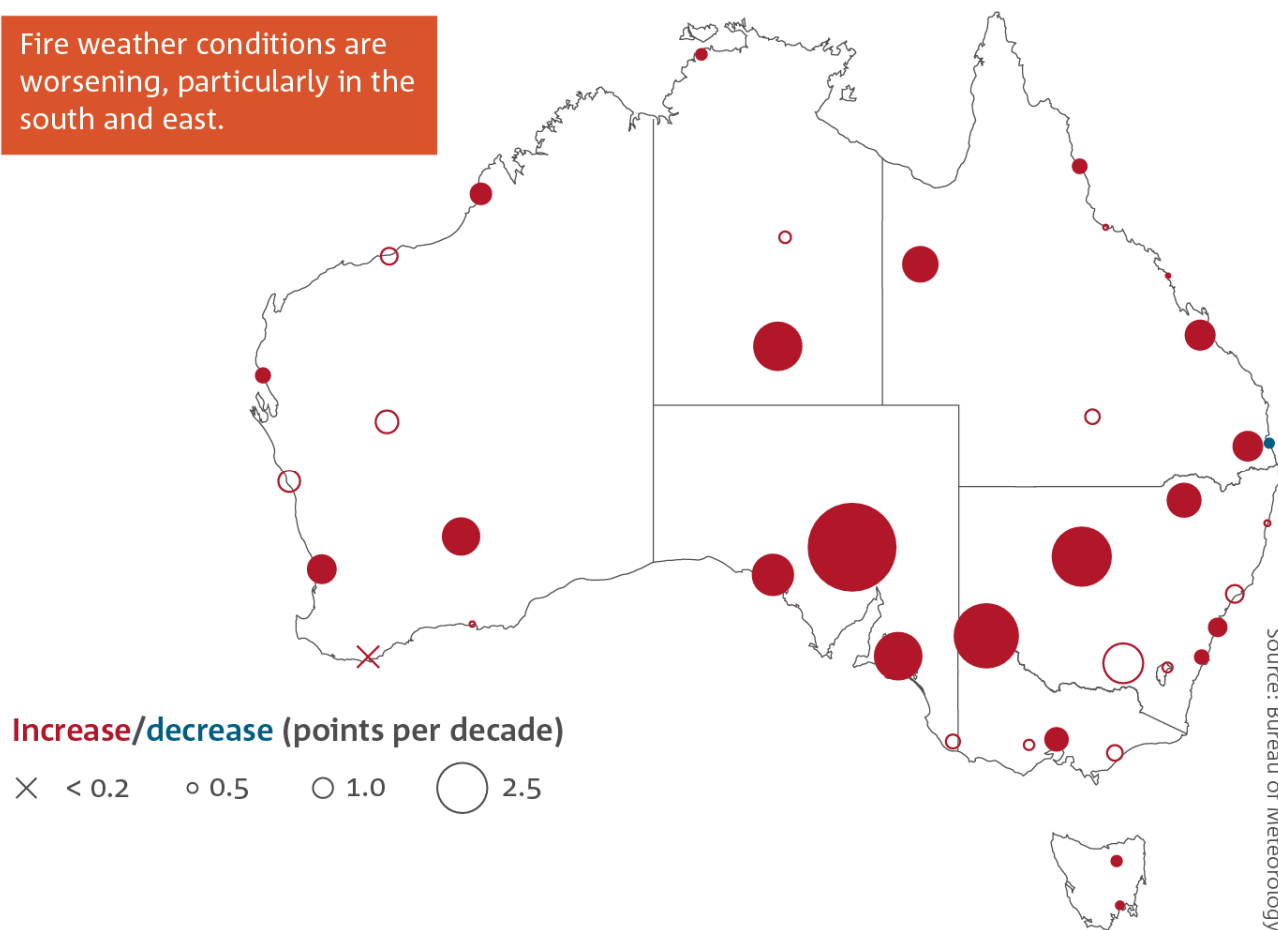 Fire weather conditions are
worsening, particularly in the
south and east.
Increase/decrease (points per decade)
< 0.2
0.5
1.0
2.5
Source: Bureau of Meteorology